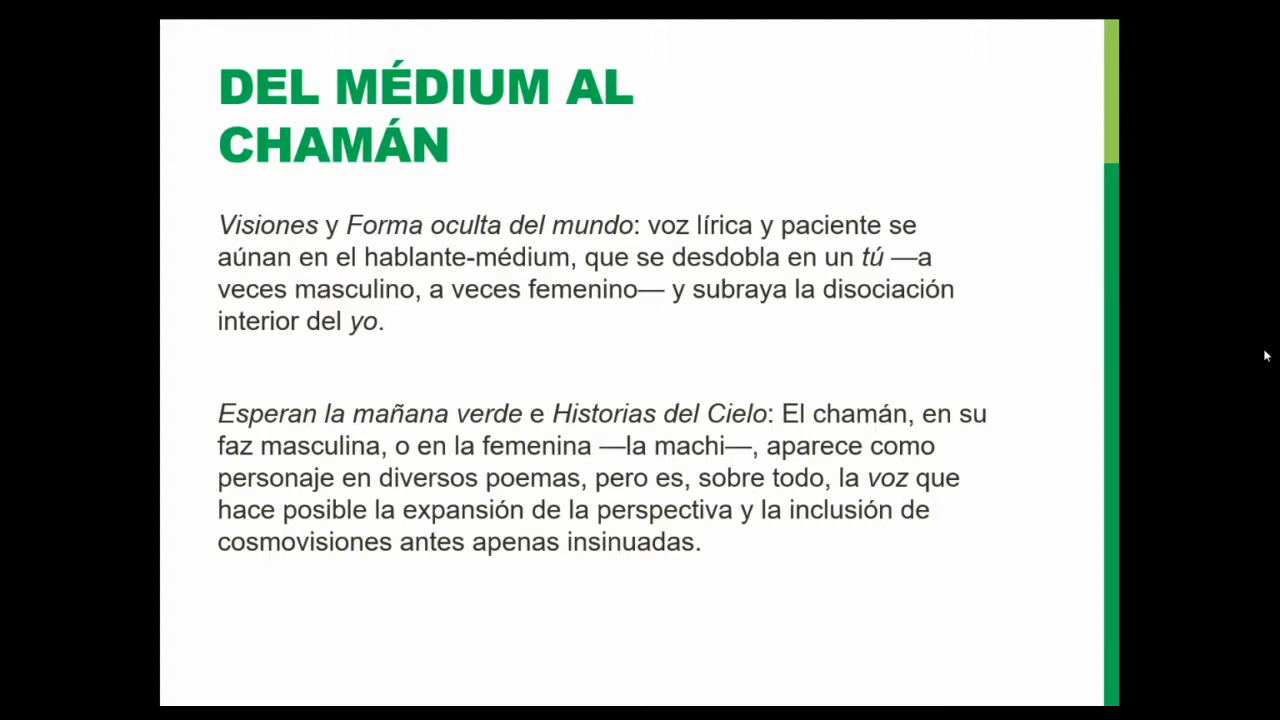 DEL MÉDIUM AL
CHAMÁN
Visiones y Forma oculta del mundo: voz lírica y paciente se
aúnan en el hablante-médium, que se desdobla en un tú —a
veces masculino, a veces femenino— y subraya la disociación
interior del yo.
Esperan la mañana verde e Historias del Cielo: El chamán, en su
faz masculina, o en la femenina —la machi—, aparece como
personaje en diversos poemas, pero es, sobre todo, la voz que
hace posible la expansión de la perspectiva y la inclusión de
cosmovisiones antes apenas insinuadas.